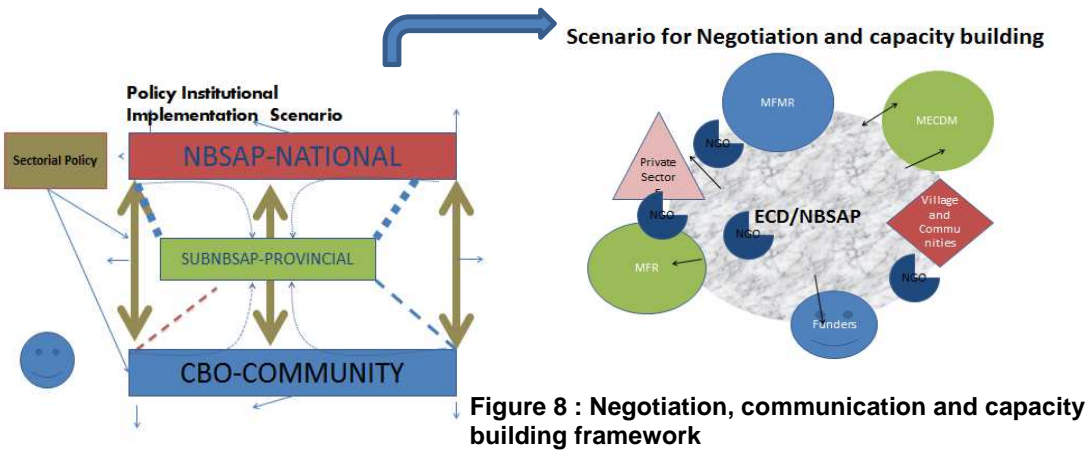 Scenario for Negotiation and capacity building
Policy Institutional
Implementation Scenario
Sectorial Policy
NBSAP-NATIONAL
SUBNBSAP-PROVINCIAL
CBO-COMMUNITY
MFMR
MECDM
NGO
Private
Sector
s
NGO
NGO
ECD/NBSAP
Village
and
Commu
nities
MFR
NGO
Funders
Figure 8 : Negotiation, communication and capacity
building framework